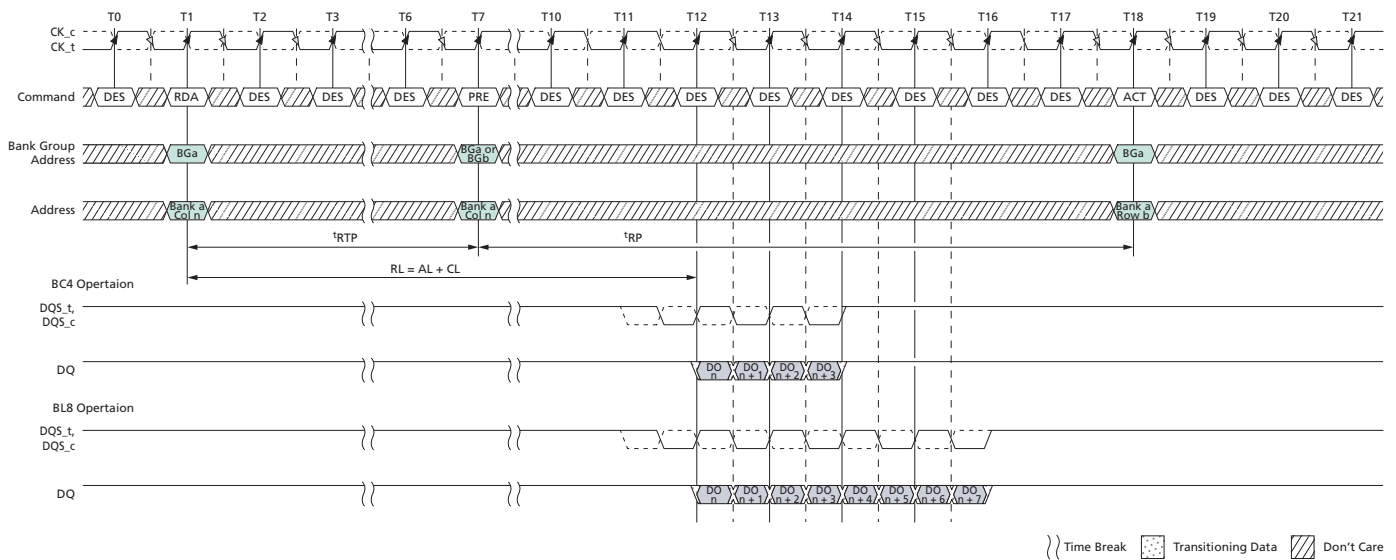 T0 T1 T2 T3 T6 T7 T10 T11 T12 T13 T14 T15 T16 T17 T18 T19 T20 T21
CK_c
CK_t
Command DES RDA DES DES DES PRE DES DES DES DES DES DES DES DES ACT DES DES DES
Bank Group
Address
BGa
BGa or
BGb
BGa
Address
Bank a
Col n
Bank a
Col n
Bank a
Row b
tRTP
tRP
RL = AL + CL
BC4 Opertaion
DQS_t,
DQS_c
DQ
DO
n
DO
n + 1
DO
n + 2
DO
n + 3
BL8 Opertaion
DQS_t,
DQS_c
DQ
DO
n
DO
n + 1
DO
n + 2
DO
n + 3
DO
n + 4
DO
n + 5
DO
n + 6
DO
n + 7
Time Break Transitioning Data Don't Care